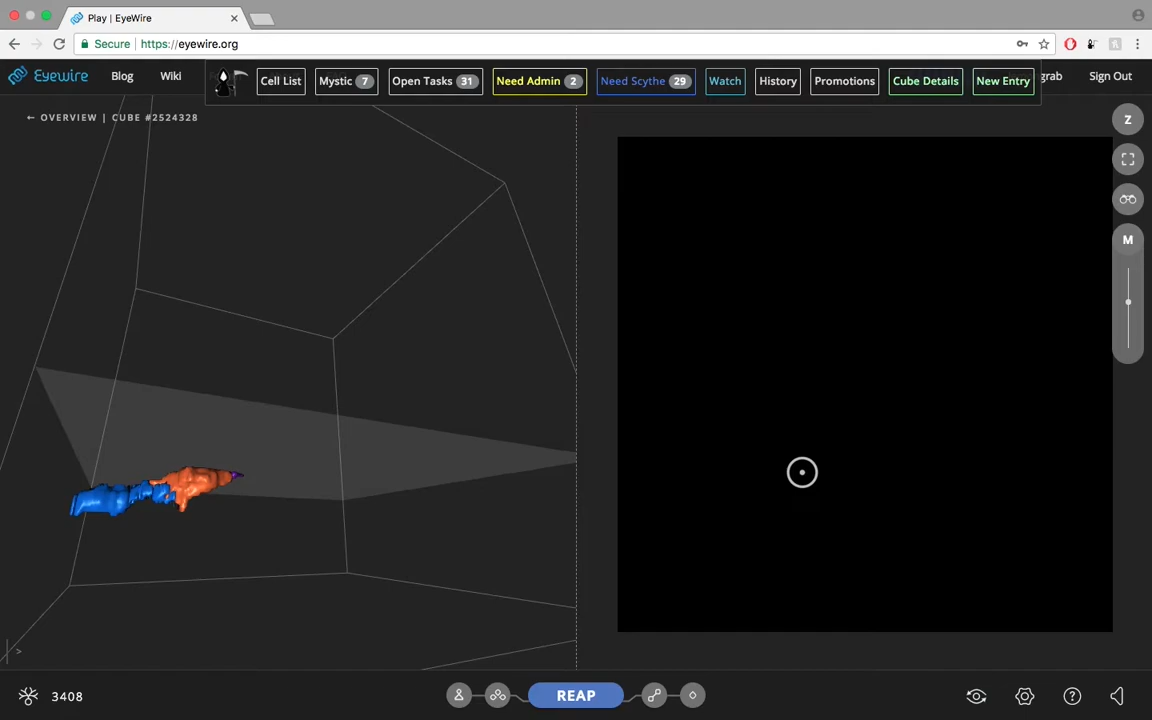 Play | EyeWire
Secure https://eyewire.org
Eyewire Blog Wiki Cell List Mystic 7 Open Tasks 31 Need Admin 2 Need Scythe 29 Watch History Promotions Cube Details New Entry grab Sign Out
← OVERVIEW | CUBE #2524328
Z
M
>
3408 REAP